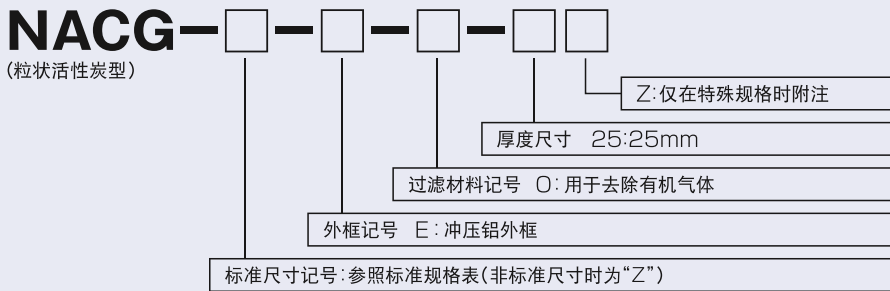 NACG－□－□－□－□□
(粒状活性炭型)
Z:仅在特殊规格时附注
厚度尺寸 25:25mm
过滤材料记号 O:用于去除有机气体
外框记号 E:冲压铝外框
标准尺寸记号:参照标准规格表(非标准尺寸时为“Z”)